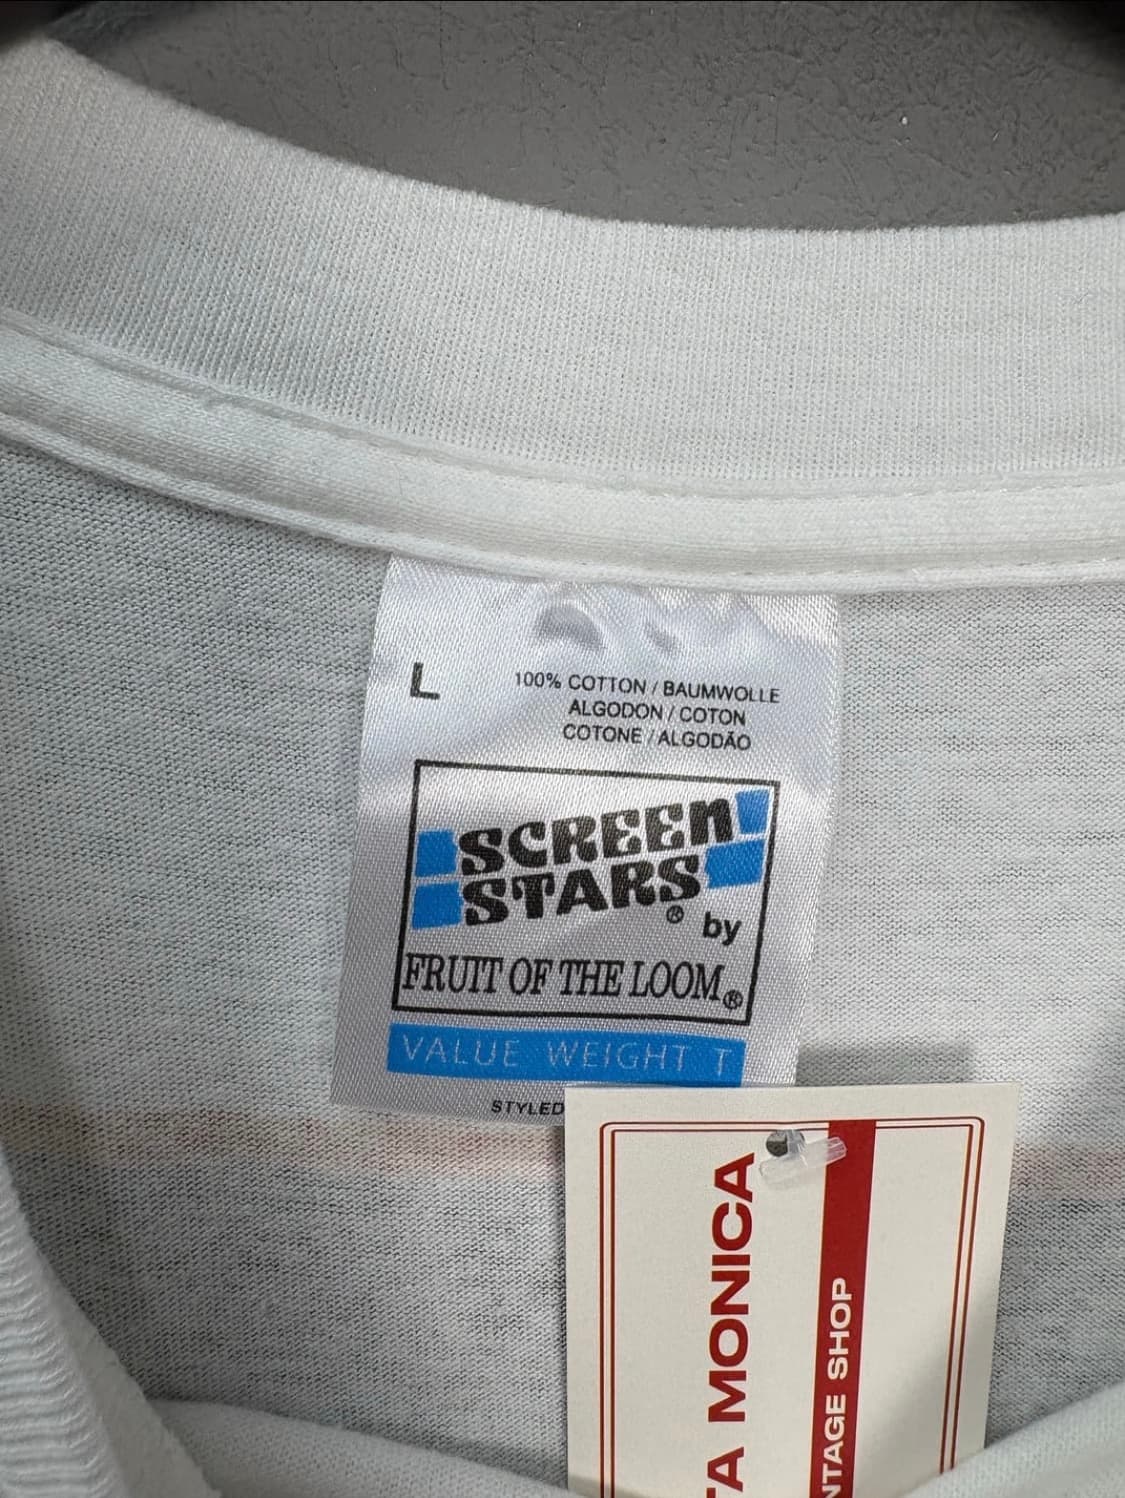 L
100% COTTON / BAUMWOLLE
ALGODON / COTON
COTONE / ALGODÃO
SCREEN
STARS® by
FRUIT OF THE LOOM®
VALUE WEIGHT T
STYLED
TA MONICA
NTAGE SHOP